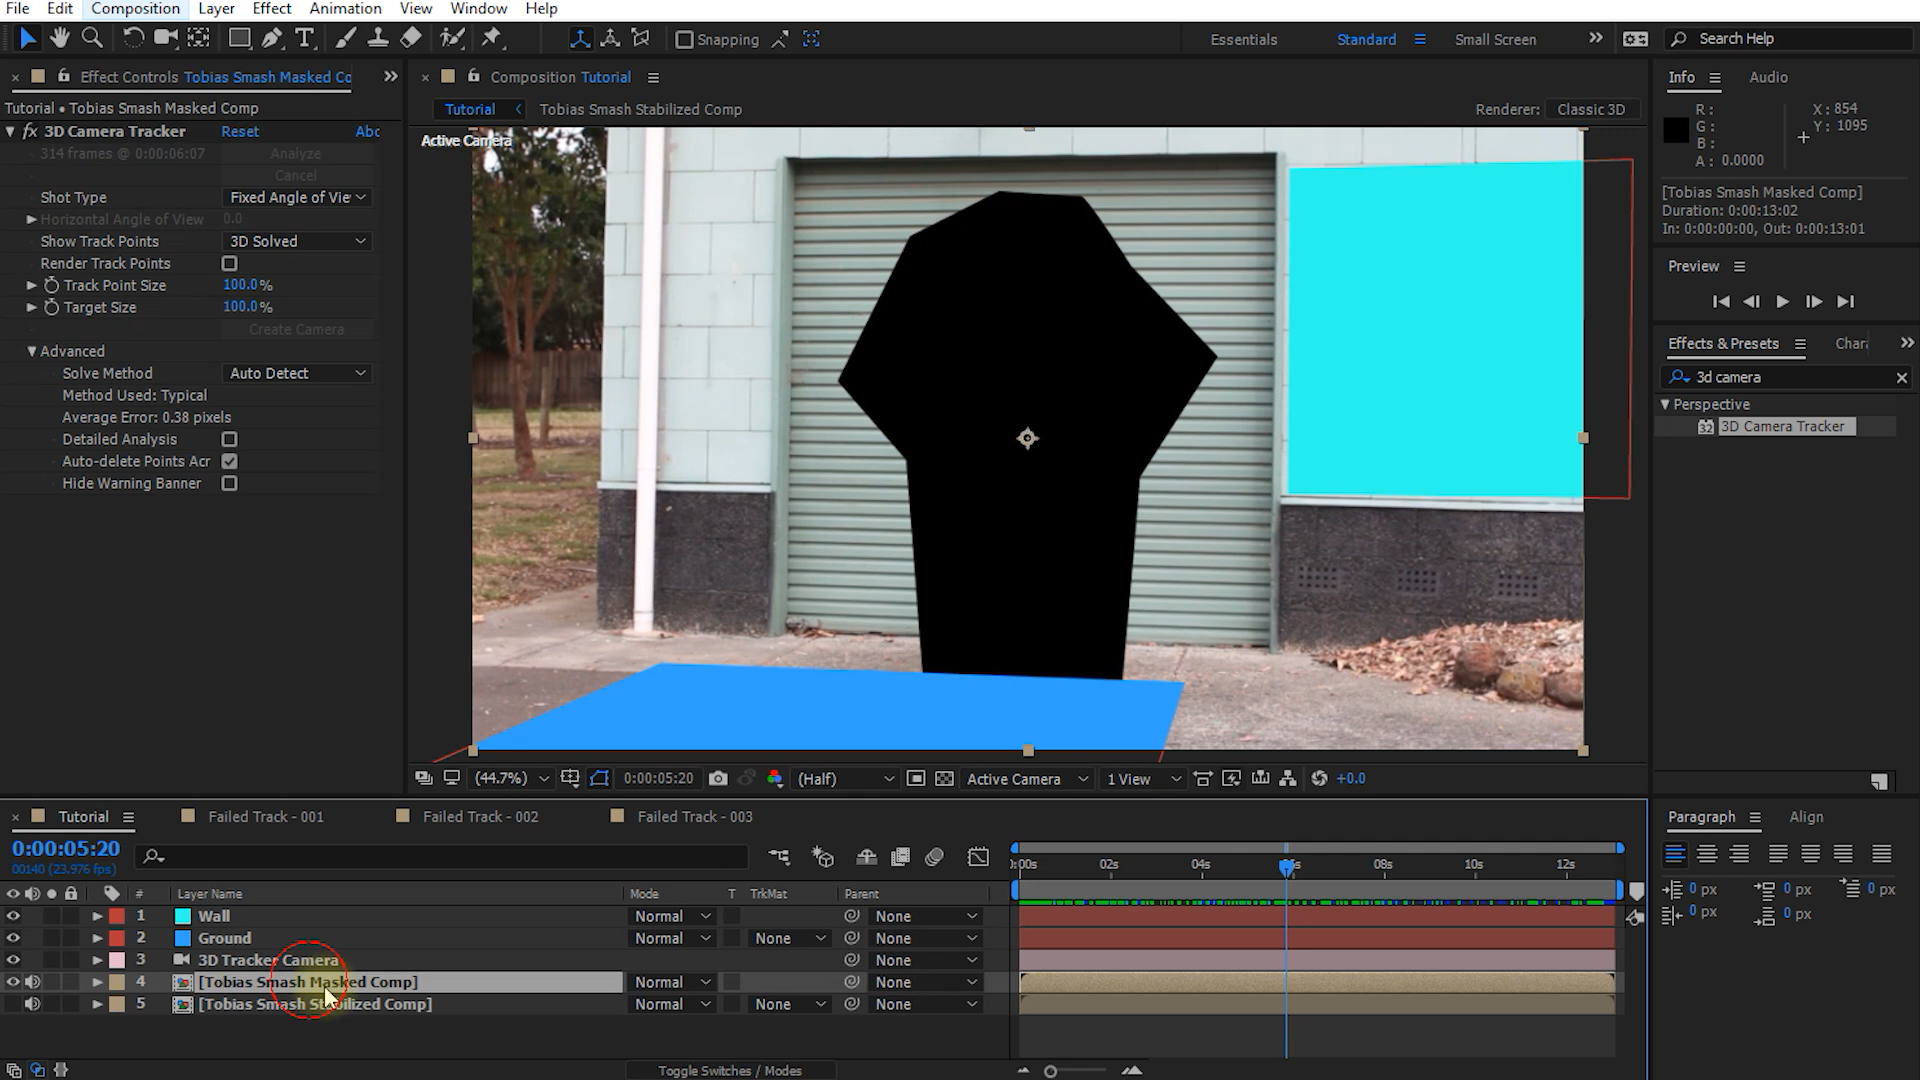 File Edit Composition Layer Effect Animation View Window Help
Snapping
Essentials Standard Small Screen Search Help
Effect Controls Tobias Smash Masked Co
Composition Tutorial
Info Audio
Tutorial • Tobias Smash Masked Comp
Tutorial Tobias Smash Stabilized Comp
Renderer: Classic 3D
3D Camera Tracker Reset Abc
314 frames @ 0:00:06:07 Analyze
Cancel
Shot Type Fixed Angle of Vie
Horizontal Angle of View 0.0
Show Track Points 3D Solved
Render Track Points
Track Point Size 100.0%
Target Size 100.0%
Create Camera
Advanced
Solve Method Auto Detect
Method Used: Typical
Average Error: 0.38 pixels
Detailed Analysis
Auto-delete Points Acr
Hide Warning Banner
Active Camera
R :
G :
B :
A : 0.0000
X : 854
Y : 1095
[Tobias Smash Masked Comp]
Duration: 0:00:13:02
In: 0:00:00:00, Out: 0:00:13:01
Preview
Effects & Presets Chara
3d camera
Perspective
32 3D Camera Tracker
(44.7%) 0:00:05:20 (Half) Active Camera 1 View +0.0
Tutorial Failed Track - 001 Failed Track - 002 Failed Track - 003
0:00:05:20
00140 (23.976 fps)
# Layer Name Mode T TrkMat Parent
:00s 02s 04s 06s 08s 10s 12s
1 Wall Normal None
2 Ground Normal None None
3 3D Tracker Camera None
4 [Tobias Smash Masked Comp] Normal None
5 [Tobias Smash Stabilized Comp] Normal None None
Toggle Switches / Modes
Paragraph Align
0 px 0 px 0 px
0 px 0 px